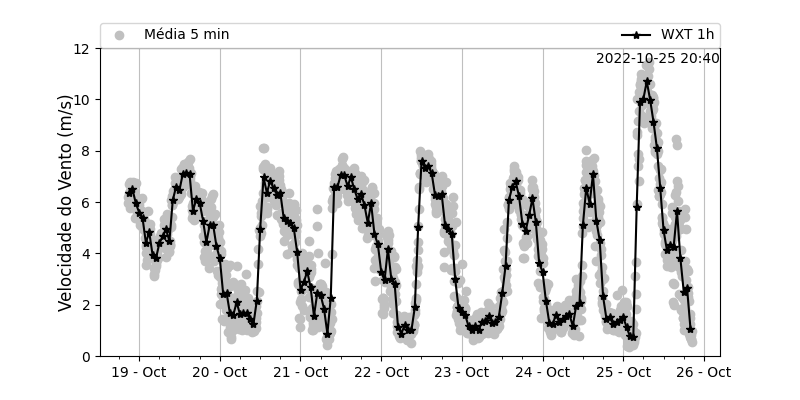 Média 5 min WXT 1h
2022-10-25 20:40
Velocidade do Vento (m/s)
12
10
8
6
4
2
0
19 - Oct 20 - Oct 21 - Oct 22 - Oct 23 - Oct 24 - Oct 25 - Oct 26 - Oct